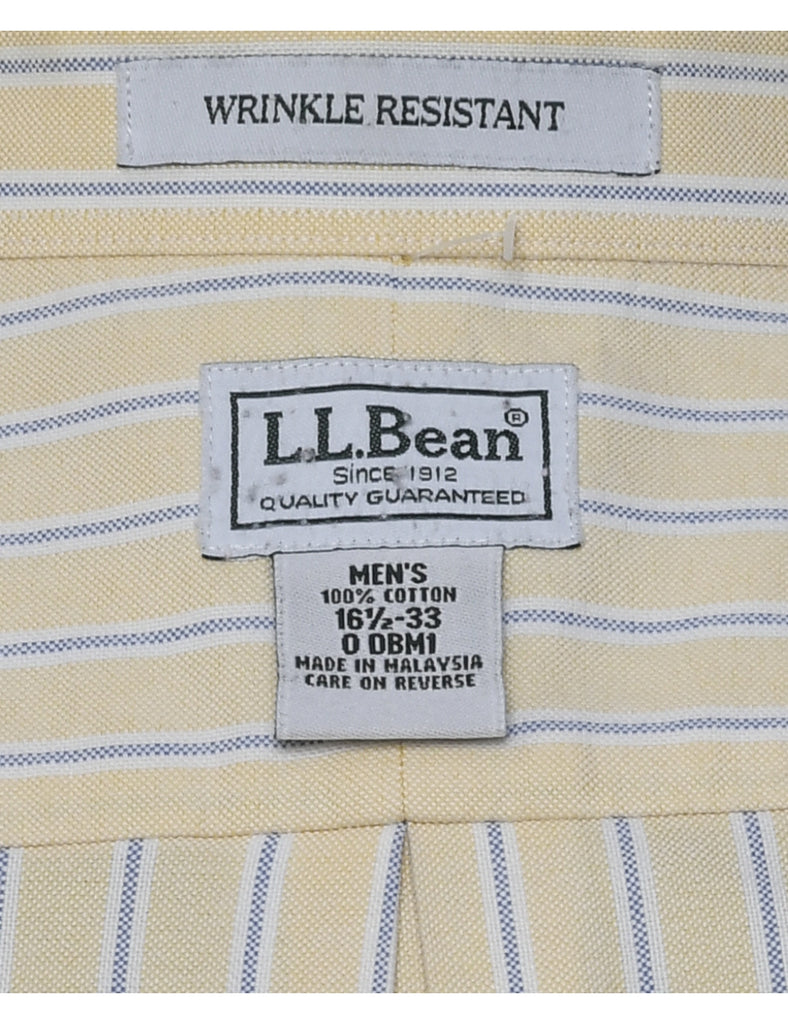 WRINKLE RESISTANT
L.L.Bean®
Since 1912
QUALITY GUARANTEED
MEN'S
100% COTTON
16½-33
0 0BM1
MADE IN MALAYSIA
CARE ON REVERSE